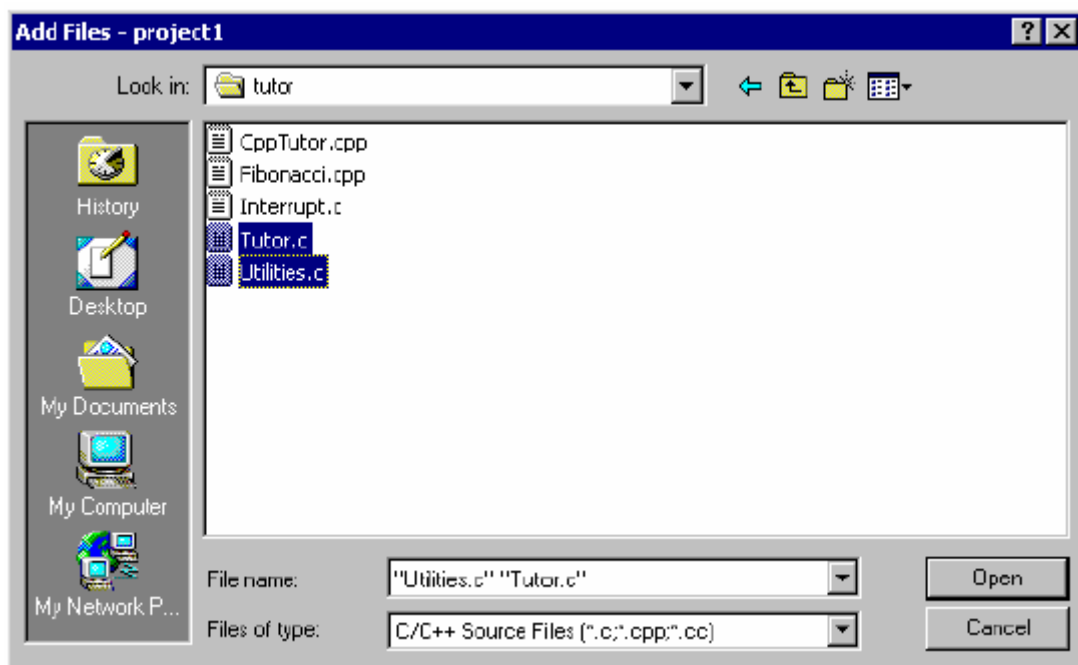 Add Files - project1
Look in:
tutor
CppTutor.cpp
Fibonacci.cpp
Interrupt.c
Tutor.c
Utilities.c
History
Desktop
My Documents
My Computer
My Network P...
File name:
"Utilities.c" "Tutor.c"
Open
Files of type:
C/C++ Source Files (*.c;*.cpp;*.cc)
Cancel